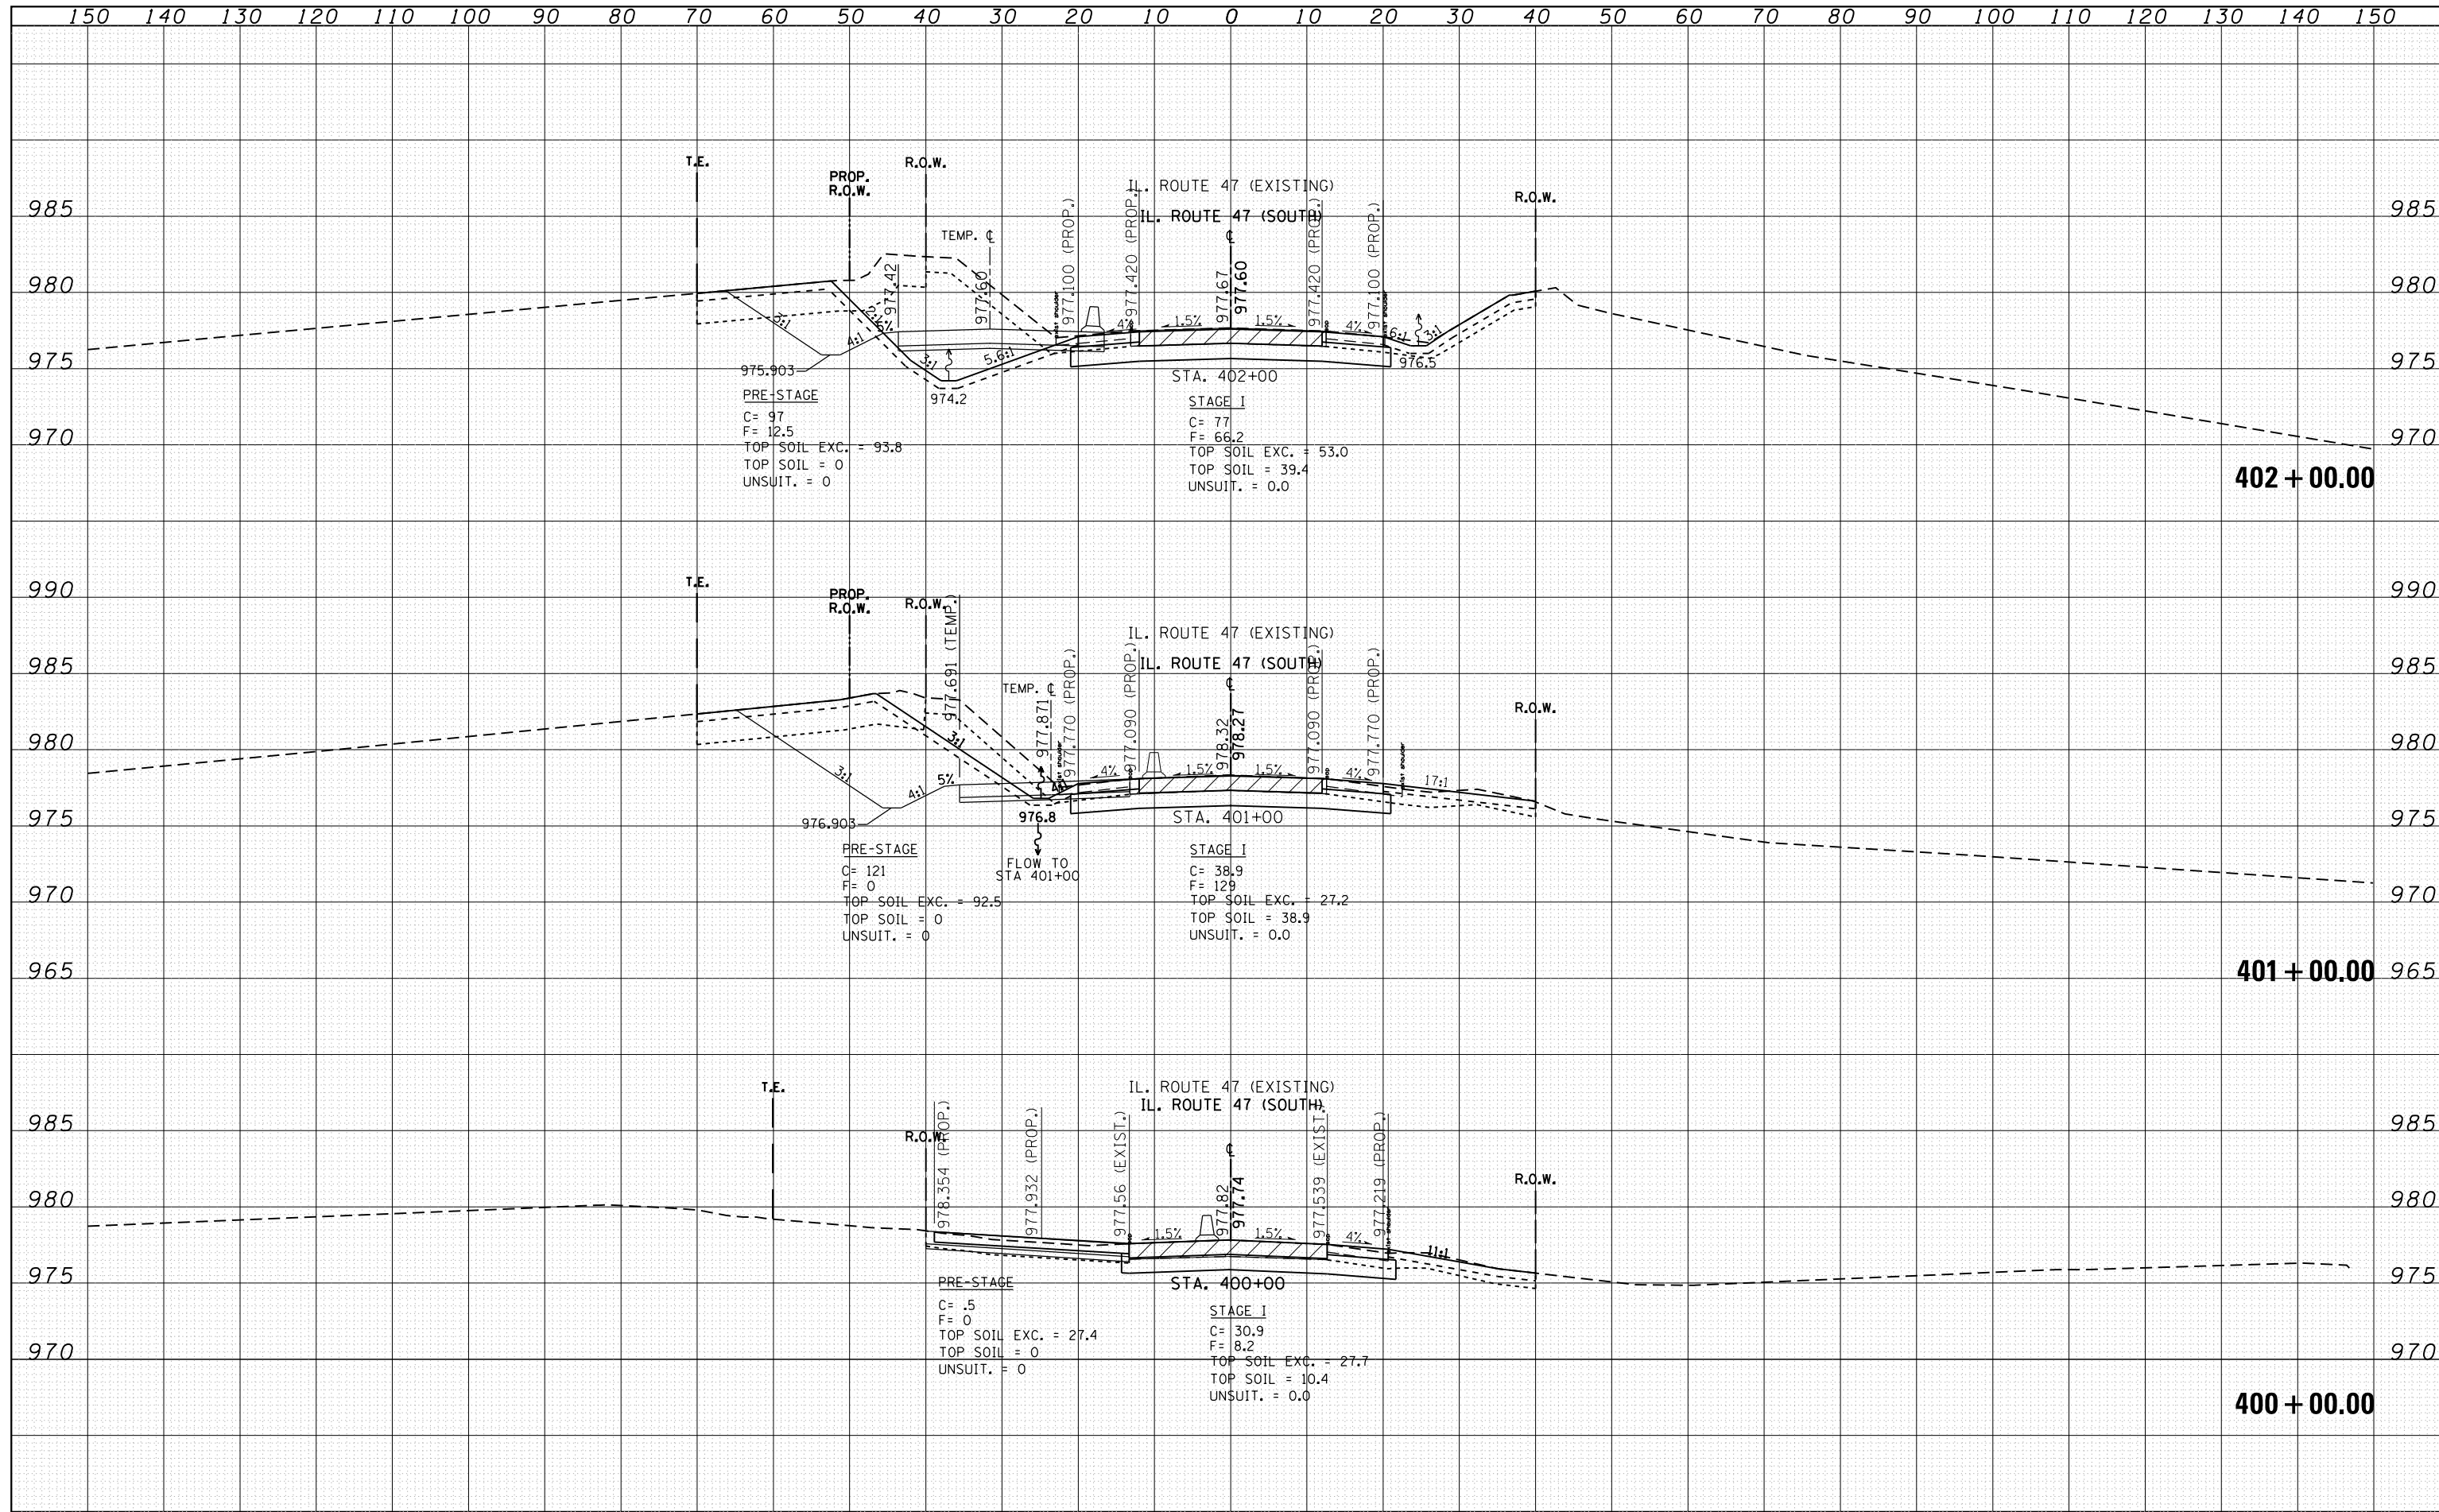 150 140 130 120 110 100 90 80 70 60 50 40 30 20 10 0 10 20 30 40 50 60 70 80 90 100 110 120 130 140 150
T.E.
PROP.
R.O.W.
R.O.W.
IL. ROUTE 47 (EXISTING)
IL. ROUTE 47 (SOUTH)
R.O.W.
985
985
TEMP. ℄
℄
977.42
977.60
977.100 (PROP.)
977.420 (PROP.)
977.67
977.60
977.420 (PROP.)
977.100 (PROP.)
980
980
3:1
4:1
2:1
5%
3:1
5.6:1
4%
1.5%
1.5%
4%
6:1
3:1
975
975
975.903
974.2
976.5
STA. 402+00
PRE-STAGE
C= 97
F= 12.5
TOP SOIL EXC. = 93.8
TOP SOIL = 0
UNSUIT. = 0
STAGE I
C= 77
F= 66.2
TOP SOIL EXC. = 53.0
TOP SOIL = 39.4
UNSUIT. = 0.0
970
970
402+00.00
T.E.
PROP.
R.O.W.
R.O.W.
990
990
IL. ROUTE 47 (EXISTING)
IL. ROUTE 47 (SOUTH)
R.O.W.
985
985
TEMP. ℄
℄
977.691 (TEMP.)
977.871
977.770 (PROP.)
977.090 (PROP.)
978.32
978.27
977.090 (PROP.)
977.770 (PROP.)
exist shoulder
980
980
3:1
4:1
5%
3:1
4:1
4%
1.5%
1.5%
4%
17:1
975
975
976.903
976.8
STA. 401+00
FLOW TO
STA 401+00
PRE-STAGE
C= 121
F= 0
TOP SOIL EXC. = 92.5
TOP SOIL = 0
UNSUIT. = 0
STAGE I
C= 38.9
F= 129
TOP SOIL EXC. = 27.2
TOP SOIL = 38.9
UNSUIT. = 0.0
970
970
965
965
401+00.00
T.E.
R.O.W.
IL. ROUTE 47 (EXISTING)
IL. ROUTE 47 (SOUTH)
R.O.W.
985
985
℄
978.354 (PROP.)
977.932 (PROP.)
977.56 (EXIST.)
977.82
977.74
977.539 (EXIST.)
977.219 (PROP.)
980
980
1.5%
1.5%
4%
11:1
975
975
STA. 400+00
PRE-STAGE
C= .5
F= 0
TOP SOIL EXC. = 27.4
TOP SOIL = 0
UNSUIT. = 0
STAGE I
C= 30.9
F= 8.2
TOP SOIL EXC. = 27.7
TOP SOIL = 10.4
UNSUIT. = 0.0
970
970
400+00.00